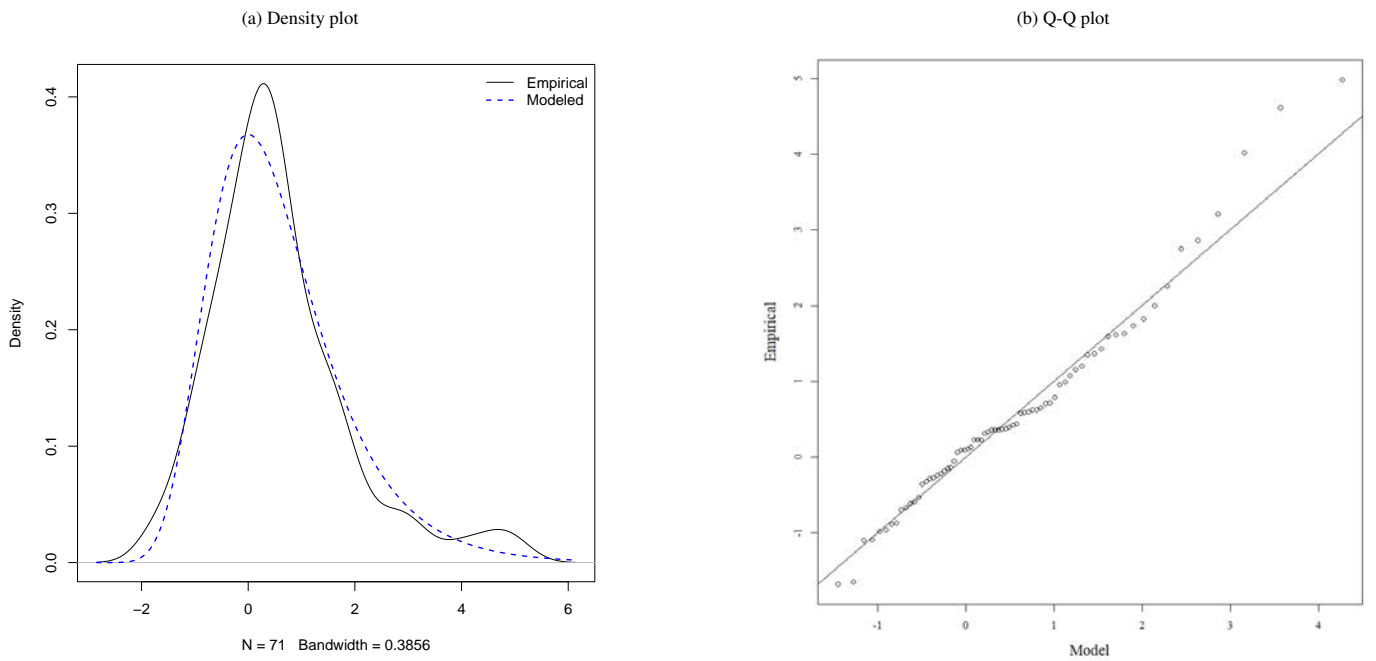 (a) Density plot
Density
0.0
0.1
0.2
0.3
0.4
Empirical
Modeled
−2
0
2
4
6
N = 71   Bandwidth = 0.3856
(b) Q-Q plot
Empirical
5
4
3
2
1
0
-1
-1
0
1
2
3
4
Model